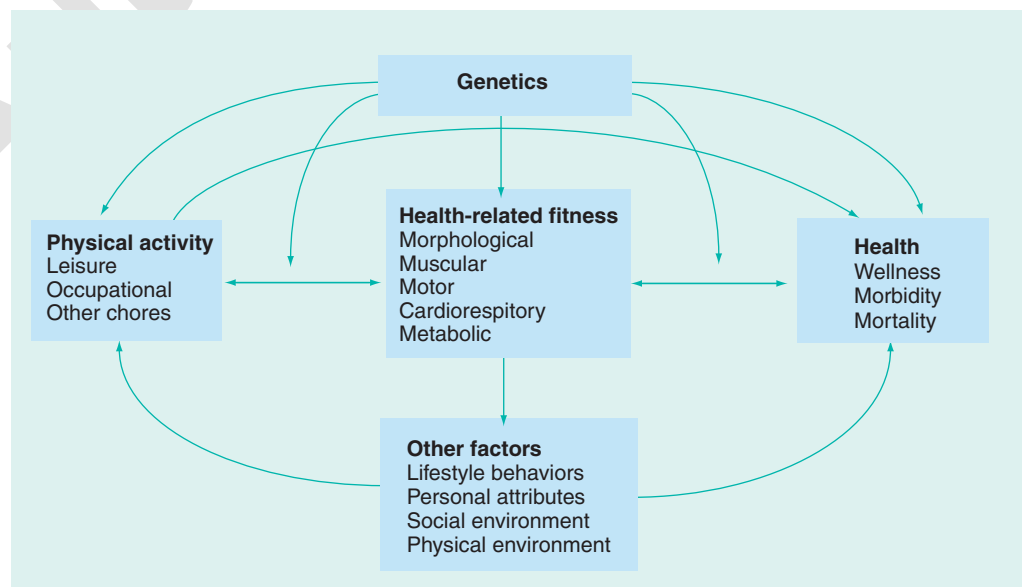 Genetics
Physical activity
Leisure
Occupational
Other chores
Health-related fitness
Morphological
Muscular
Motor
Cardiorespitory
Metabolic
Health
Wellness
Morbidity
Mortality
Other factors
Lifestyle behaviors
Personal attributes
Social environment
Physical environment